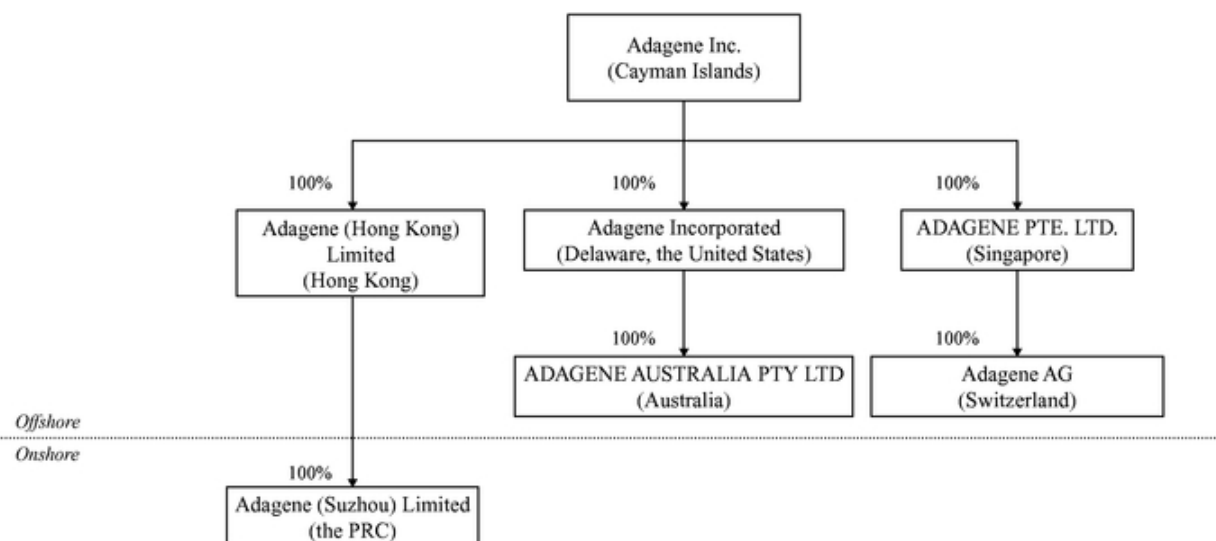 Adagene Inc.
(Cayman Islands)
100%
100%
100%
Adagene (Hong Kong)
Limited
(Hong Kong)
Adagene Incorporated
(Delaware, the United States)
ADAGENE PTE. LTD.
(Singapore)
100%
100%
ADAGENE AUSTRALIA PTY LTD
(Australia)
Adagene AG
(Switzerland)
Offshore
Onshore
100%
Adagene (Suzhou) Limited
(the PRC)